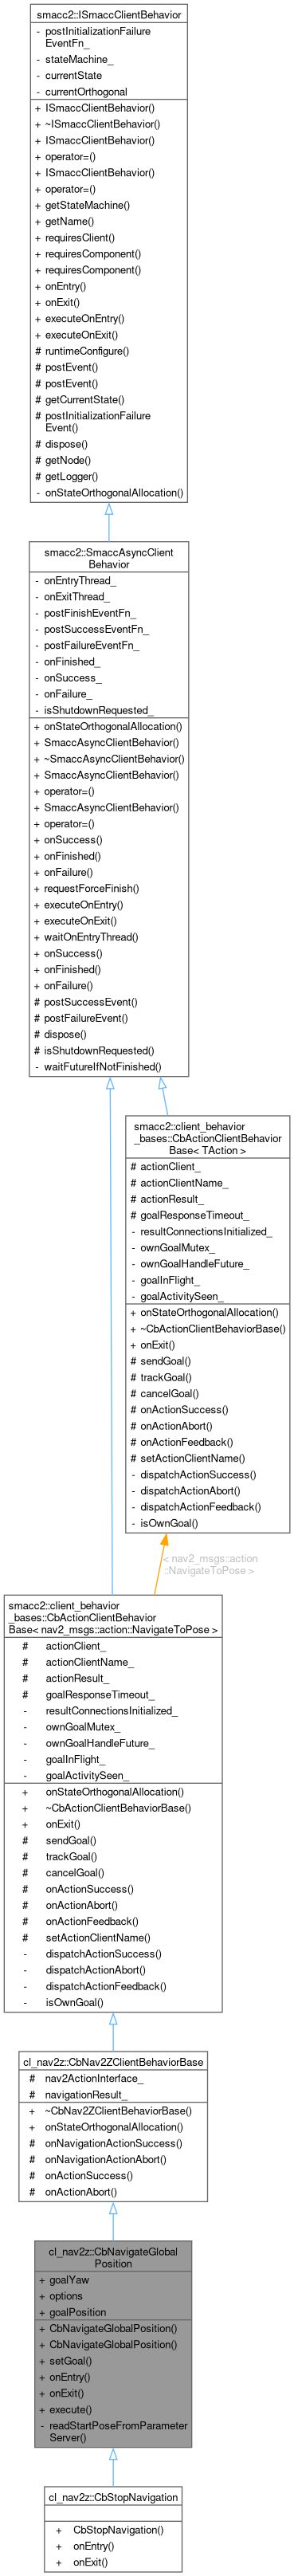 smacc2::ISmaccClientBehavior
- postInitializationFailure
EventFn_
- stateMachine_
- currentState
- currentOrthogonal
+ ISmaccClientBehavior()
+ ~ISmaccClientBehavior()
+ ISmaccClientBehavior()
+ operator=()
+ ISmaccClientBehavior()
+ operator=()
+ getStateMachine()
+ getName()
+ requiresClient()
+ requiresComponent()
+ requiresComponent()
+ onEntry()
+ onExit()
+ executeOnEntry()
+ executeOnExit()
# runtimeConfigure()
# postEvent()
# postEvent()
# getCurrentState()
# postInitializationFailure
Event()
# dispose()
# getNode()
# getLogger()
- onStateOrthogonalAllocation()
smacc2::SmaccAsyncClient
Behavior
- onEntryThread_
- onExitThread_
- postFinishEventFn_
- postSuccessEventFn_
- postFailureEventFn_
- onFinished_
- onSuccess_
- onFailure_
- isShutdownRequested_
+ onStateOrthogonalAllocation()
+ SmaccAsyncClientBehavior()
+ ~SmaccAsyncClientBehavior()
+ SmaccAsyncClientBehavior()
+ operator=()
+ SmaccAsyncClientBehavior()
+ operator=()
+ onSuccess()
+ onFinished()
+ onFailure()
+ requestForceFinish()
+ executeOnEntry()
+ executeOnExit()
+ waitOnEntryThread()
+ onSuccess()
+ onFinished()
+ onFailure()
# postSuccessEvent()
# postFailureEvent()
# dispose()
# isShutdownRequested()
- waitFutureIfNotFinished()
smacc2::client_behavior
_bases::CbActionClientBehavior
Base< TAction >
# actionClient_
# actionClientName_
# actionResult_
# goalResponseTimeout_
- resultConnectionsInitialized_
- ownGoalMutex_
- ownGoalHandleFuture_
- goalInFlight_
- goalActivitySeen_
+ onStateOrthogonalAllocation()
+ ~CbActionClientBehaviorBase()
+ onExit()
# sendGoal()
# trackGoal()
# cancelGoal()
# onActionSuccess()
# onActionAbort()
# onActionFeedback()
# setActionClientName()
- dispatchActionSuccess()
- dispatchActionAbort()
- dispatchActionFeedback()
- isOwnGoal()
< nav2_msgs::action
::NavigateToPose >
smacc2::client_behavior
_bases::CbActionClientBehavior
Base< nav2_msgs::action::NavigateToPose >
# actionClient_
# actionClientName_
# actionResult_
# goalResponseTimeout_
- resultConnectionsInitialized_
- ownGoalMutex_
- ownGoalHandleFuture_
- goalInFlight_
- goalActivitySeen_
+ onStateOrthogonalAllocation()
+ ~CbActionClientBehaviorBase()
+ onExit()
# sendGoal()
# trackGoal()
# cancelGoal()
# onActionSuccess()
# onActionAbort()
# onActionFeedback()
# setActionClientName()
- dispatchActionSuccess()
- dispatchActionAbort()
- dispatchActionFeedback()
- isOwnGoal()
cl_nav2z::CbNav2ZClientBehaviorBase
# nav2ActionInterface_
# navigationResult_
+ ~CbNav2ZClientBehaviorBase()
+ onStateOrthogonalAllocation()
# onNavigationActionSuccess()
# onNavigationActionAbort()
# onActionSuccess()
# onActionAbort()
cl_nav2z::CbNavigateGlobal
Position
+ goalYaw
+ options
+ goalPosition
+ CbNavigateGlobalPosition()
+ CbNavigateGlobalPosition()
+ setGoal()
+ onEntry()
+ onExit()
+ execute()
- readStartPoseFromParameter
Server()
cl_nav2z::CbStopNavigation
+ CbStopNavigation()
+ onEntry()
+ onExit()